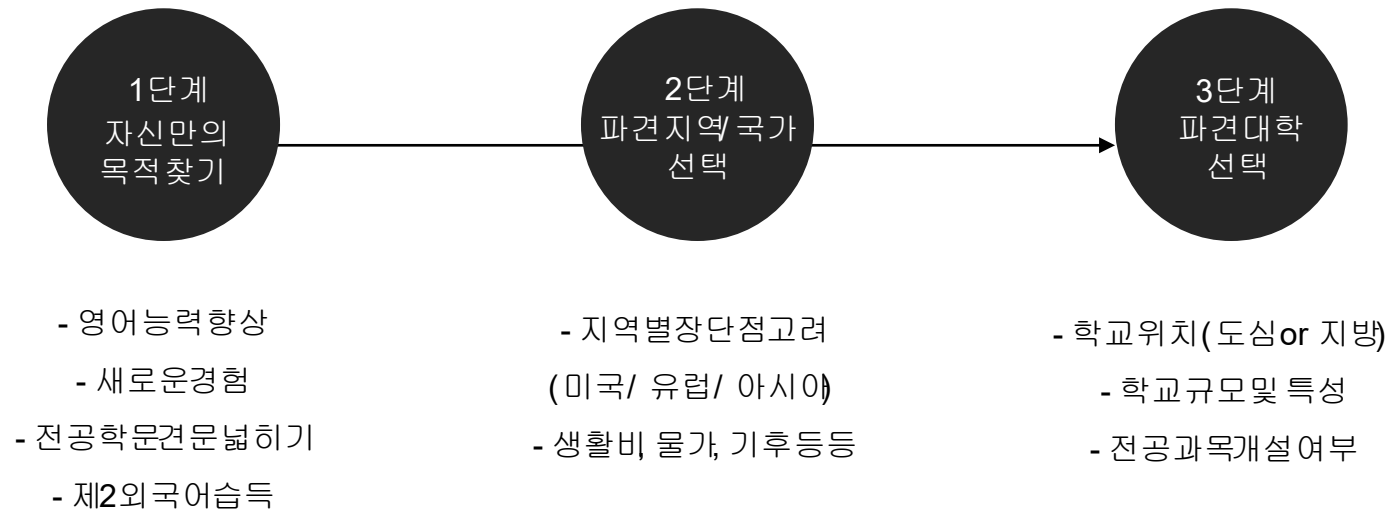 1단계
자신만의
목적찾기
2단계
파견지역/국가
선택
3단계
파견대학
선택
- 영어능력향상
- 새로운경험
- 전공학문견문넓히기
- 제2외국어습득
- 지역별장단점고려
(미국/ 유럽/ 아시아)
- 생활비, 물가, 기후등등
- 학교위치(도심or 지방)
- 학교규모및 특성
- 전공과목개설여부